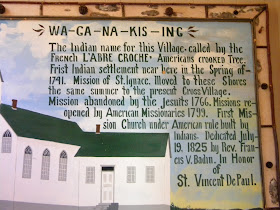 WA-GA-NA-KIS-ING
The Indian name for this Village-called by the
French L'ABRE CROCHE • Americans crooked Tree.
Frist Indian settlement near here in the Spring of
1741. Mission of St.Ignace. Moved to these Shores
the same summer to the present Cross Village.
Mission abandoned by the jesuits 1766. Missions re-
opened by American Missionaries 1799. First Mis-
sion Church under American rule built by
Indians. Dedicated July
19, 1825 by Rev. Fran-
cis V. Badin. In Honor
of
St. Vincent DePaul.